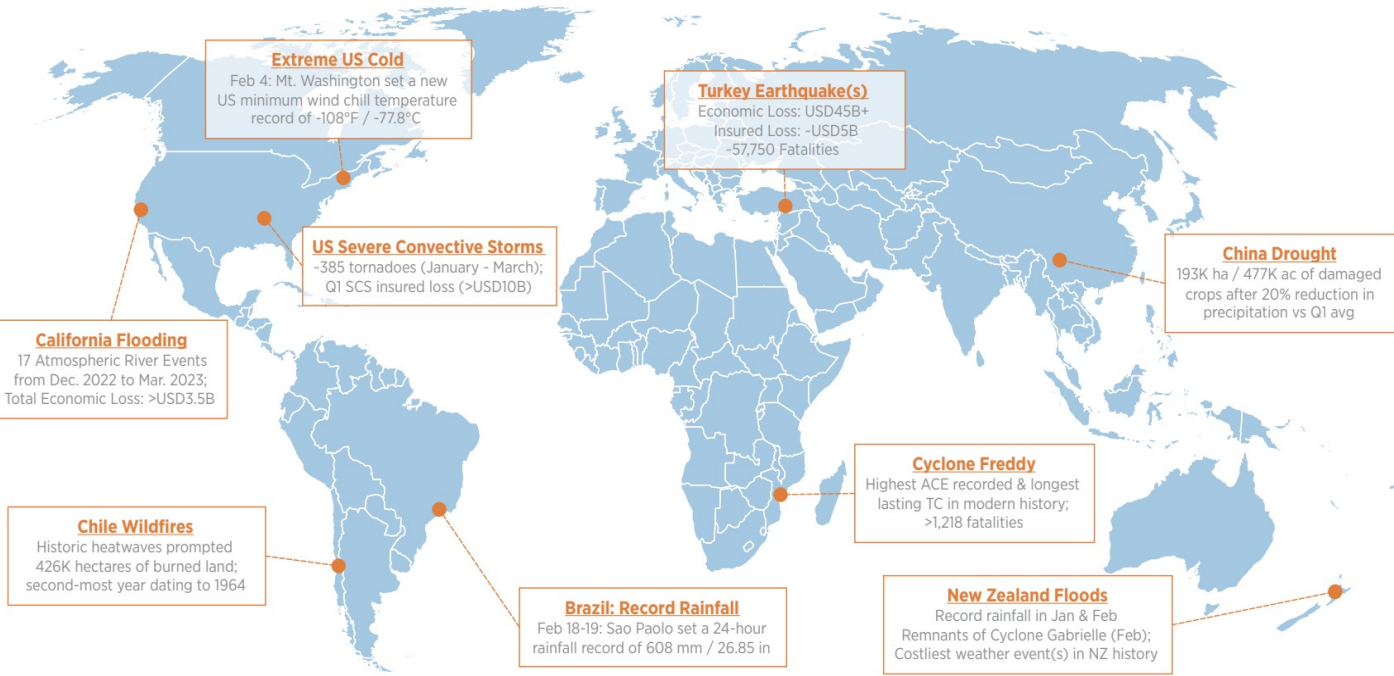 Extreme US Cold
Feb 4: Mt. Washington set a new
US minimum wind chill temperature
record of -108°F / -77.8°C
Turkey Earthquake(s)
Economic Loss: USD45B+
Insured Loss: ~USD5B
~57,750 Fatalities
US Severe Convective Storms
~385 tornadoes (January - March);
Q1 SCS insured loss (>USD10B)
China Drought
193K ha / 477K ac of damaged
crops after 20% reduction in
precipitation vs Q1 avg
California Flooding
17 Atmospheric River Events
from Dec. 2022 to Mar. 2023;
Total Economic Loss: >USD3.5B
Cyclone Freddy
Highest ACE recorded & longest
lasting TC in modern history;
>1,218 fatalities
Chile Wildfires
Historic heatwaves prompted
426K hectares of burned land;
second-most year dating to 1964
Brazil: Record Rainfall
Feb 18-19: Sao Paolo set a 24-hour
rainfall record of 608 mm / 26.85 in
New Zealand Floods
Record rainfall in Jan & Feb
Remnants of Cyclone Gabrielle (Feb);
Costliest weather event(s) in NZ history